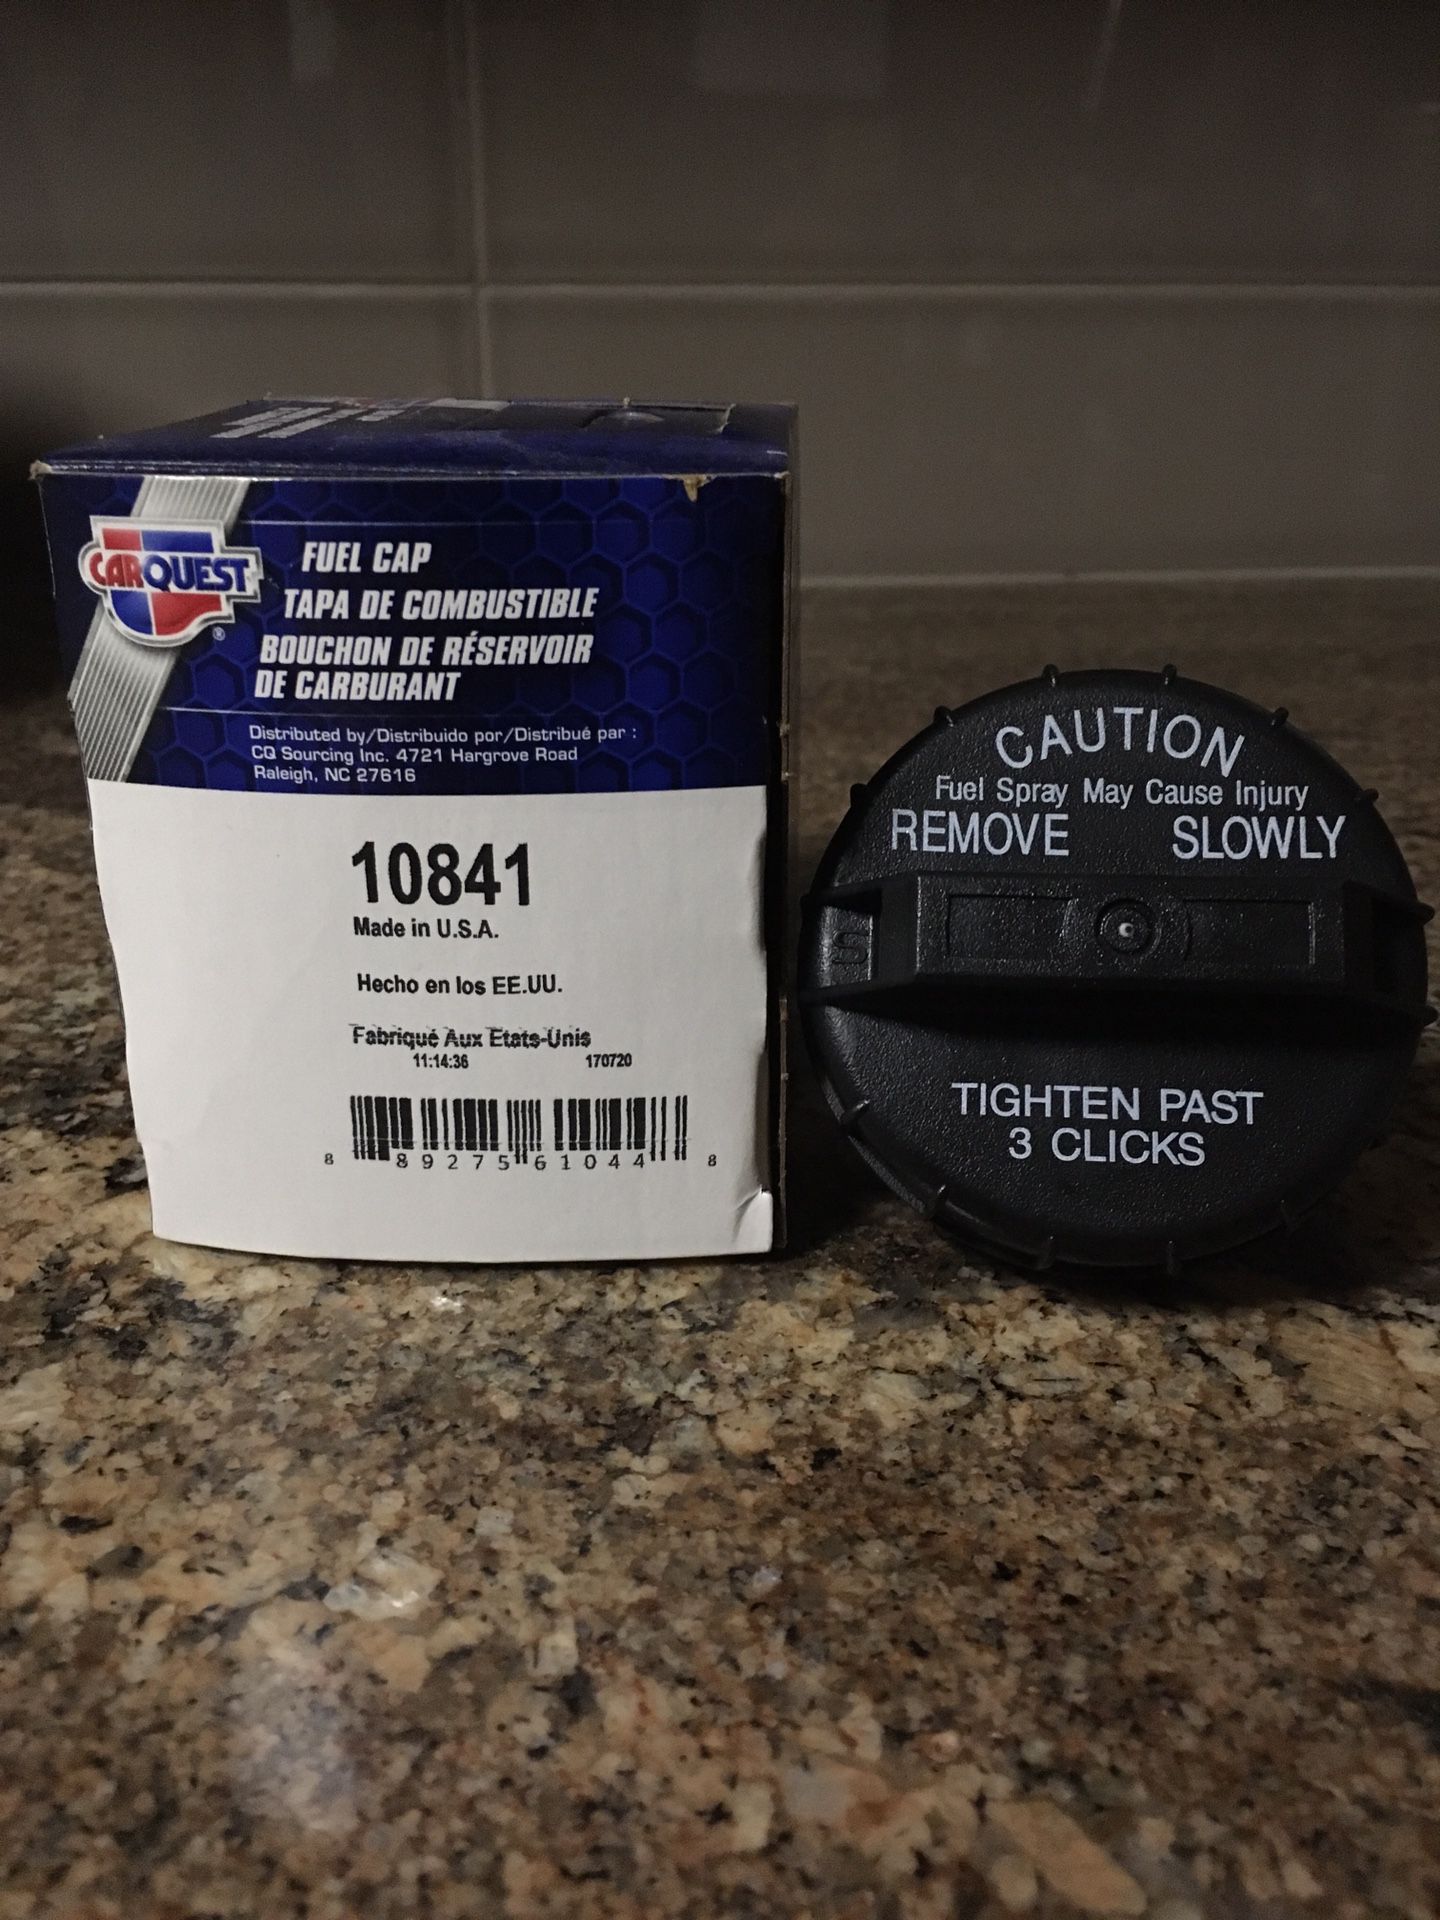 CARQUEST
®
FUEL CAP
TAPA DE COMBUSTIBLE
BOUCHON DE RÉSERVOIR
DE CARBURANT
Distributed by/Distribuido por/Distribué par :
CQ Sourcing Inc. 4721 Hargrove Road
Raleigh, NC 27616
10841
Made in U.S.A.
Hecho en los EE.UU.
Fabriqué Aux Etats-Unis
11:14:36 170720
8 89275 61044 8
CAUTION
Fuel Spray May Cause Injury
REMOVE SLOWLY
S
TIGHTEN PAST
3 CLICKS